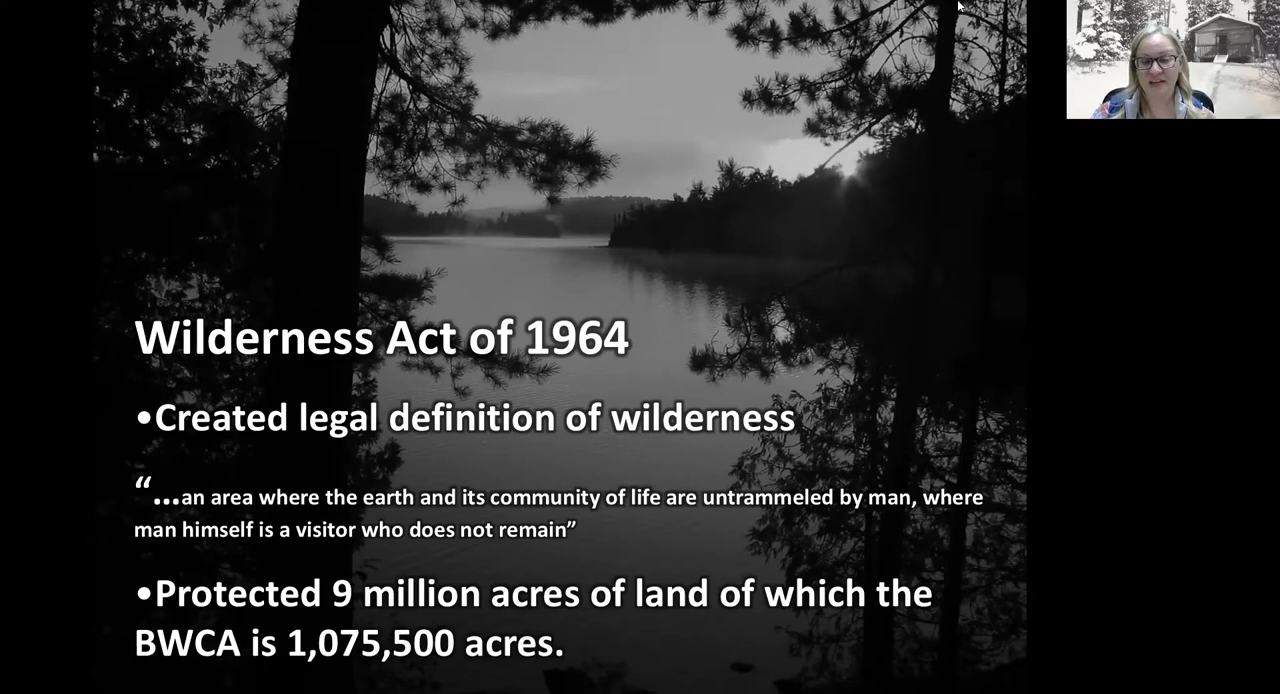 Wilderness Act of 1964
•Created legal definition of wilderness
“...an area where the earth and its community of life are untrammeled by man, where
man himself is a visitor who does not remain”
•Protected 9 million acres of land of which the
BWCA is 1,075,500 acres.